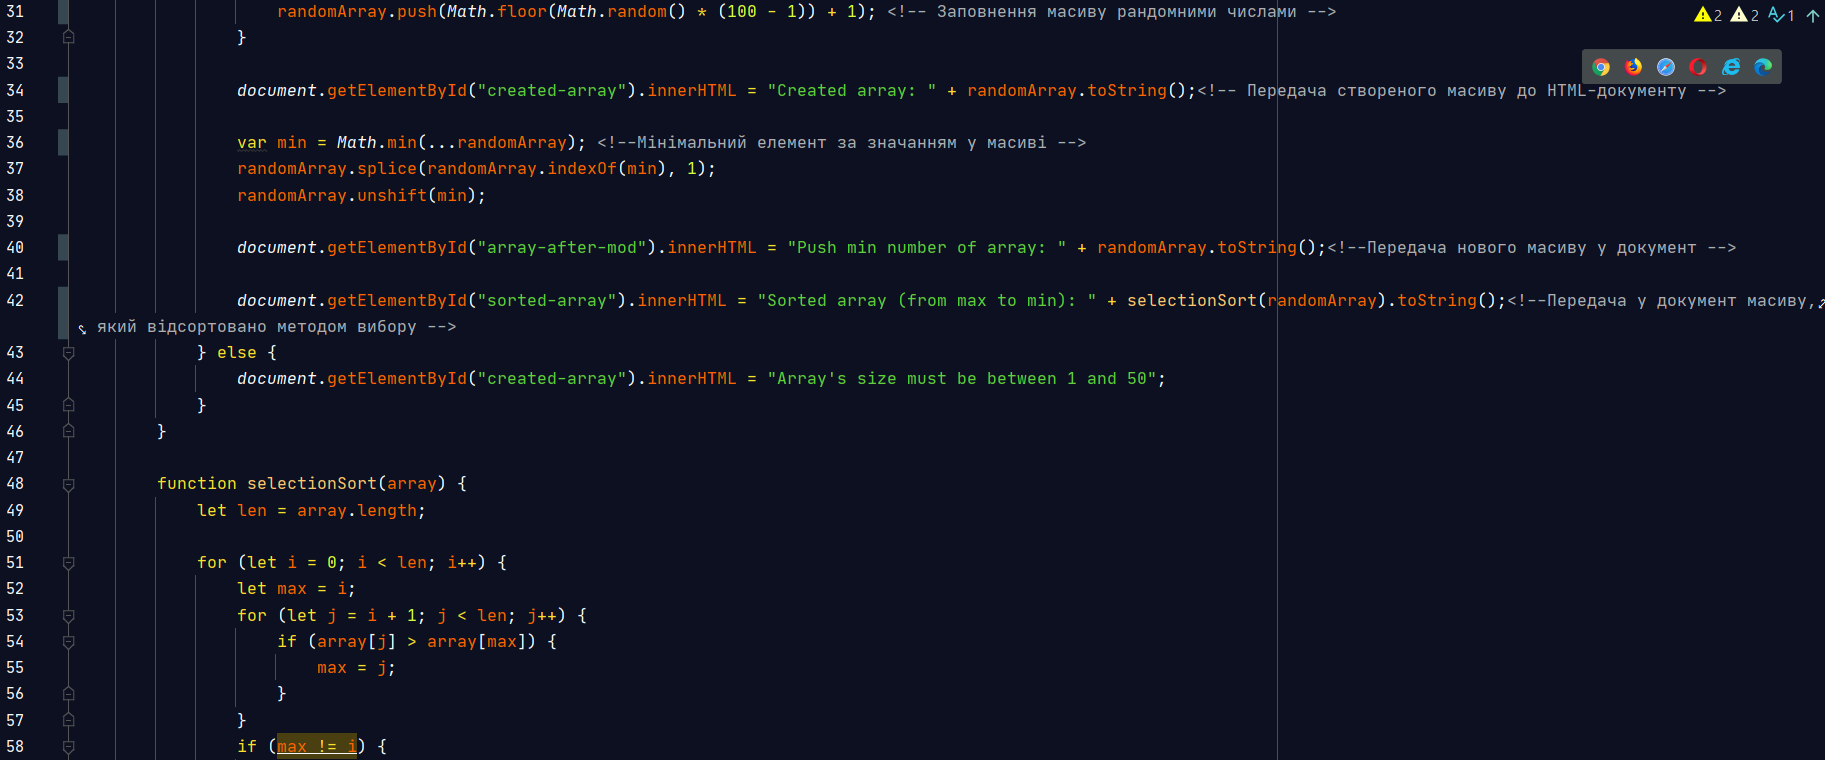 31 randomArray.push(Math.floor(Math.random() * (100 - 1)) + 1); <!-- Заповнення масиву рандомними числами -->
2 2 1
32 }
33
34 document.getElementById("created-array").innerHTML = "Created array: " + randomArray.toString();<!-- Передача створеного масиву до HTML-документу -->
35
36 var min = Math.min(...randomArray); <!--Мінімальний елемент за значанням у масиві -->
37 randomArray.splice(randomArray.indexOf(min), 1);
38 randomArray.unshift(min);
39
40 document.getElementById("array-after-mod").innerHTML = "Push min number of array: " + randomArray.toString();<!--Передача нового масиву у документ -->
41
42 document.getElementById("sorted-array").innerHTML = "Sorted array (from max to min): " + selectionSort(randomArray).toString();<!--Передача у документ масиву,
який відсортовано методом вибору -->
43 } else {
44 document.getElementById("created-array").innerHTML = "Array's size must be between 1 and 50";
45 }
46 }
47
48 function selectionSort(array) {
49 let len = array.length;
50
51 for (let i = 0; i < len; i++) {
52 let max = i;
53 for (let j = i + 1; j < len; j++) {
54 if (array[j] > array[max]) {
55 max = j;
56 }
57 }
58 if (max != i) {